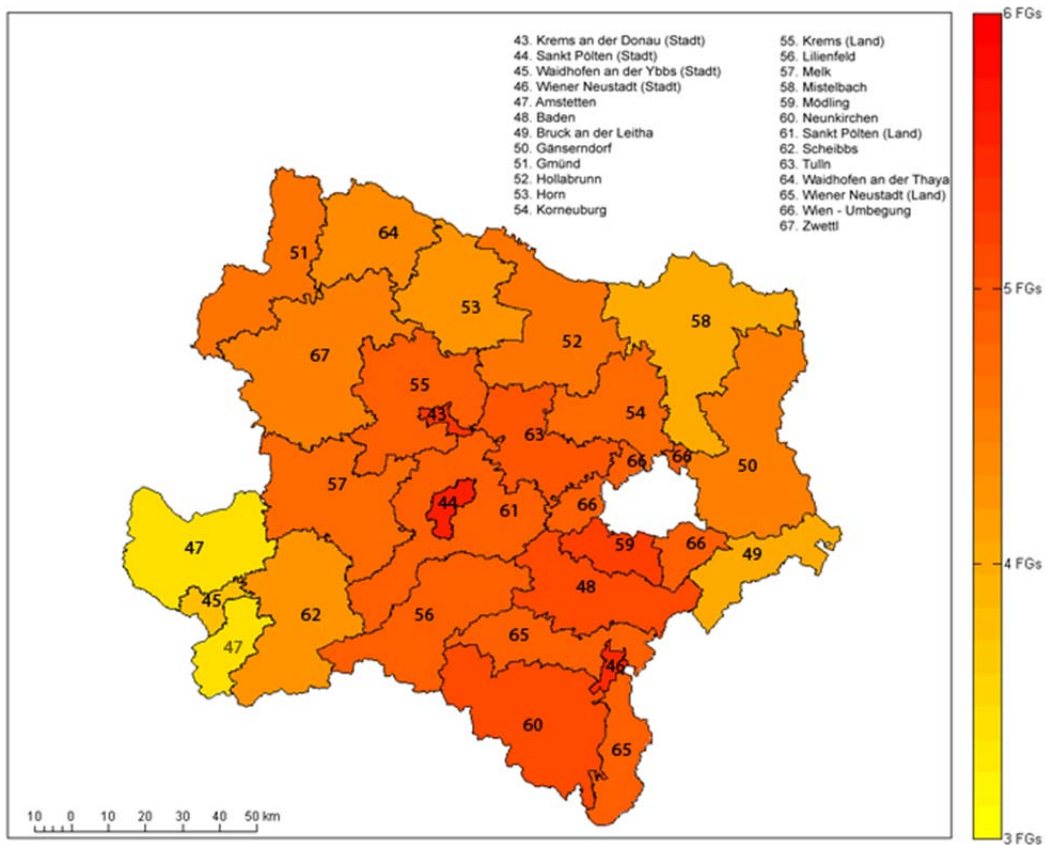 6 FGs
43. Krems an der Donau (Stadt)
44. Sankt Pölten (Stadt)
45. Waidhofen an der Ybbs (Stadt)
46. Wiener Neustadt (Stadt)
47. Amstetten
48. Baden
49. Bruck an der Leitha
50. Gänserndorf
51. Gmünd
52. Hollabrunn
53. Horn
54. Korneuburg
55. Krems (Land)
56. Lilienfeld
57. Melk
58. Mistelbach
59. Mödling
60. Neunkirchen
61. Sankt Pölten (Land)
62. Scheibbs
63. Tulln
64. Waidhofen an der Thaya
65. Wiener Neustadt (Land)
66. Wien - Umbegung
67. Zwettl
64
51
5 FGs
53
58
52
67
55
43
54
63
66
66
50
57
44
61
66
47
59
66
49
4 FGs
48
45
62
56
65
47
46
60
65
10 0 10 20 30 40 50 km
3 FGs